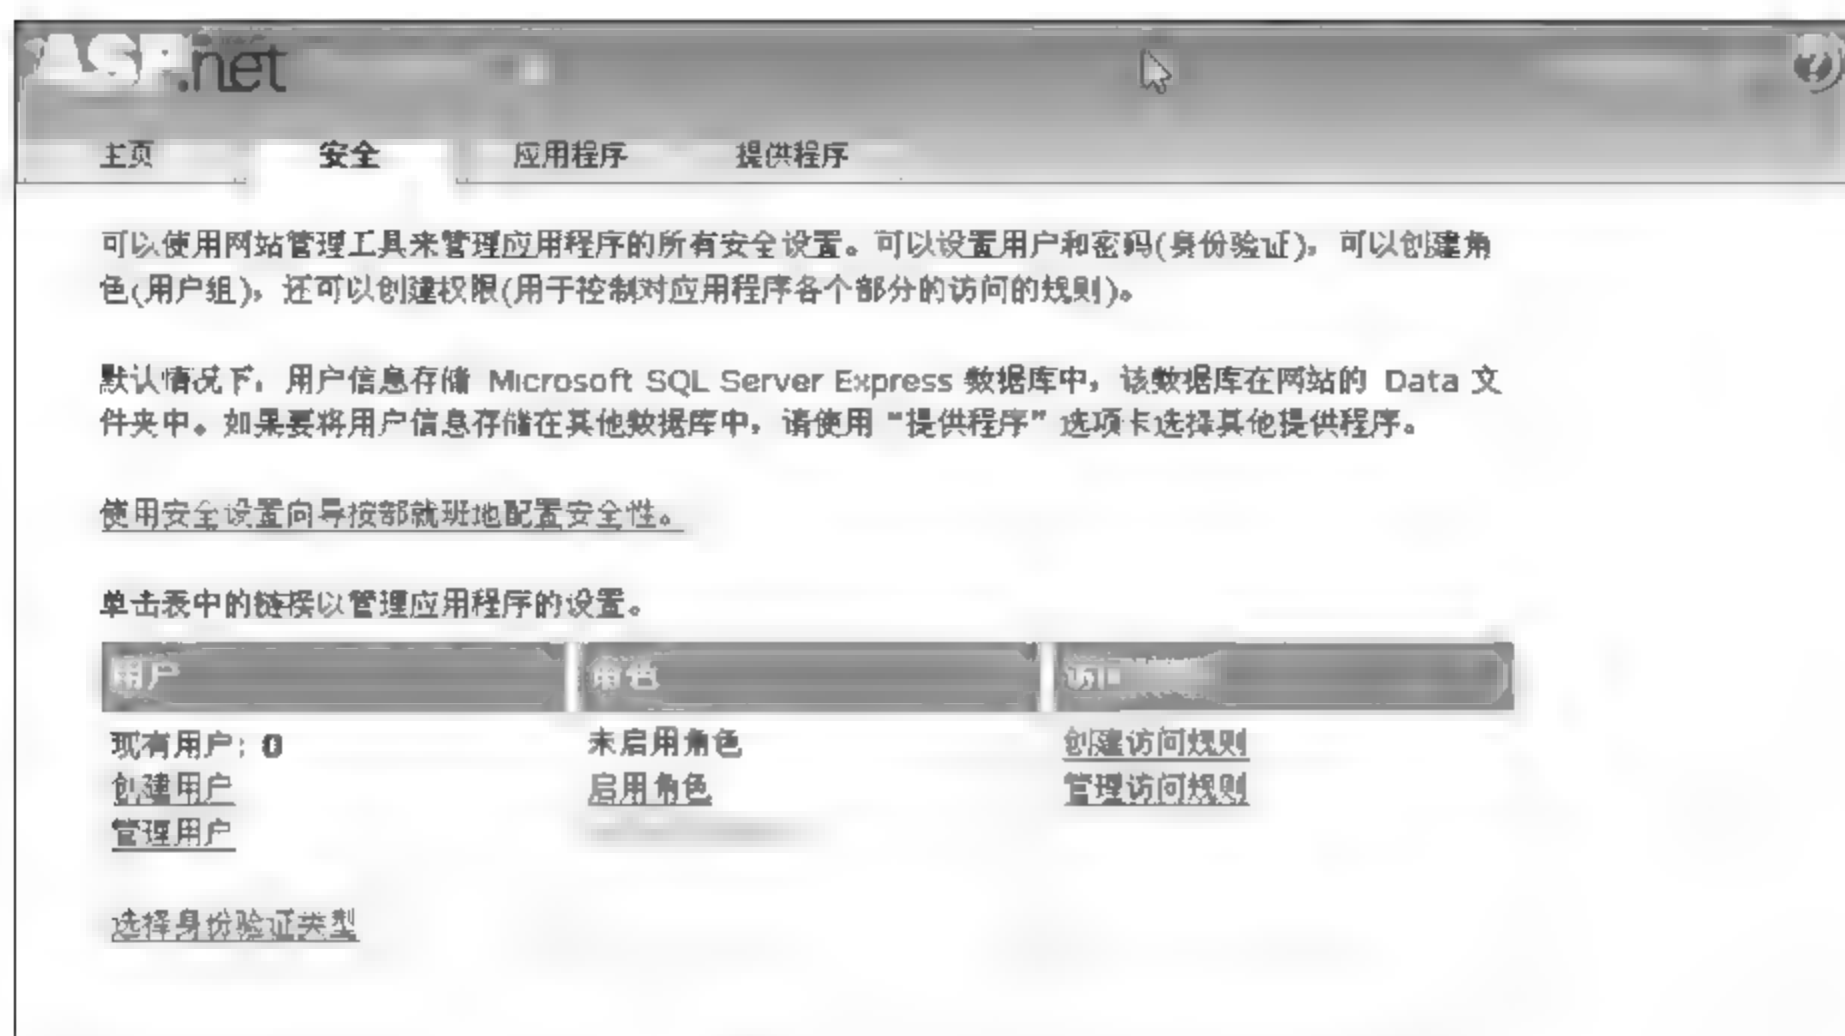 ASP.net
主页 安全 应用程序 提供程序
可以使用网站管理工具来管理应用程序的所有安全设置。可以设置用户和密码(身份验证)，可以创建角
色(用户组)，还可以创建权限(用于控制对应用程序各个部分的访问的规则)。
默认情况下，用户信息存储 Microsoft SQL Server Express 数据库中，该数据库在网站的 Data 文
件夹中。如果要将用户信息存储在其他数据库中，请使用“提供程序”选项卡选择其他提供程序。
使用安全设置向导按部就班地配置安全性。
单击表中的链接以管理应用程序的设置。
用户 角色
现有用户: 0 未启用角色 创建访问规则
创建用户 启用角色 管理访问规则
管理用户
选择身份验证类型